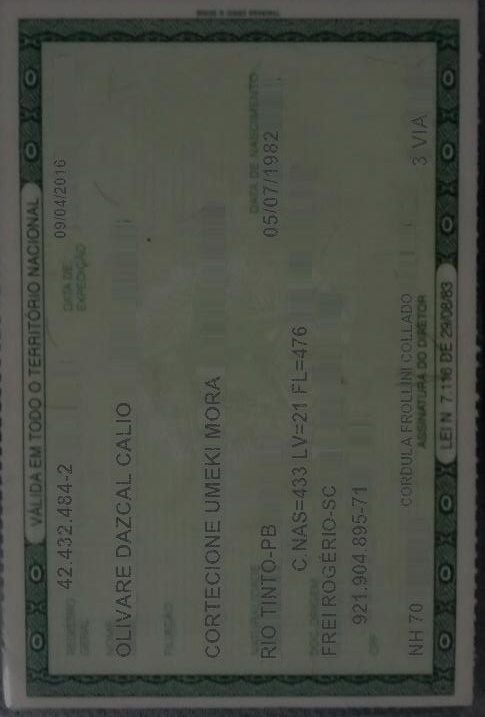 VÁLIDA EM TODO O TERRITÓRIO NACIONAL
REGISTRO GERAL 42.432.484-2 DATA DE EXPEDIÇÃO 09/04/2016
NOME
OLIVARE DAZCAL CALIO
FILIAÇÃO
CORTECIONE UMEKI MORA
DATA DE NASCIMENTO
RIO TINTO-PB 05/07/1982
DOC ORIGEM C.NAS=433 LV=21 FL=476
FREI ROGÉRIO-SC
CPF 921.904.895-71
NH 70 CORDULA FROLLINI COLLADO 3 VIA
ASSINATURA DO DIRETOR
LEI N 7.116 DE 29/08/83